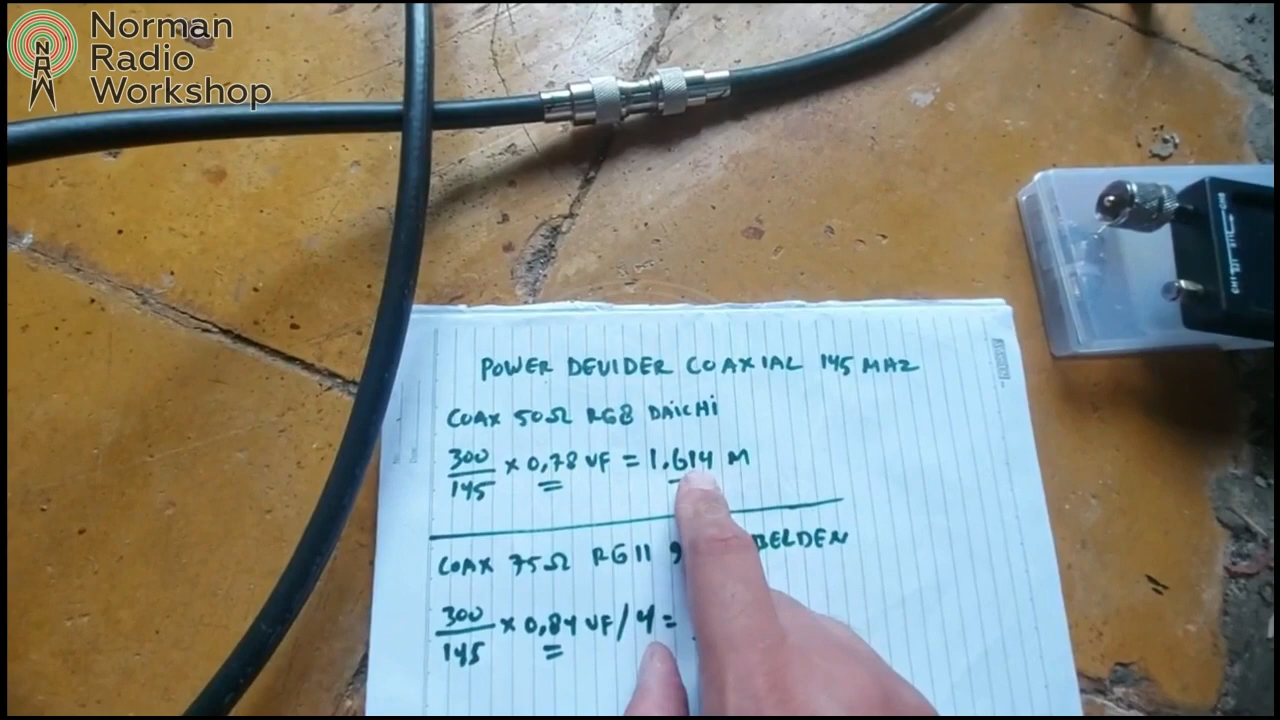 Norman
Radio
Workshop
POWER DEVIDER COAXIAL 145 MHZ
COAX 50Ω RG8 DAICHI
300/145 × 0,78 VF = 1.614 M
COAX 75Ω RG11 BELDEN
300/145 × 0,84 VF/4 =